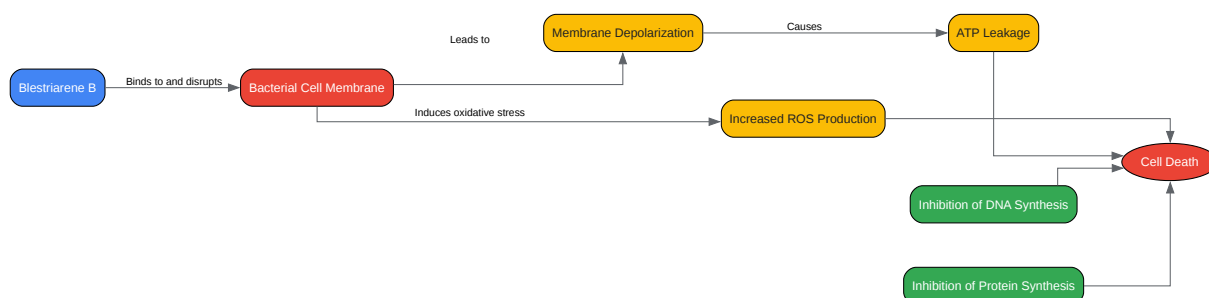 Blestriarene B
Binds to and disrupts
Bacterial Cell Membrane
Leads to
Membrane Depolarization
Causes
ATP Leakage
Induces oxidative stress
Increased ROS Production
Cell Death
Inhibition of DNA Synthesis
Inhibition of Protein Synthesis